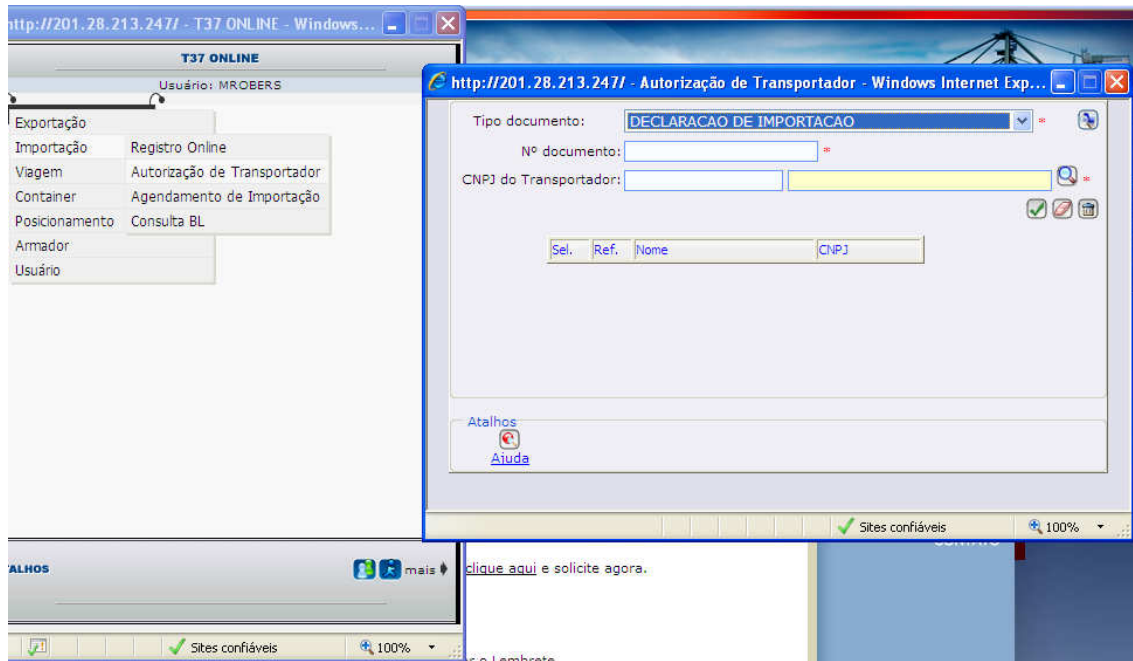 http://201.28.213.247/ - T37 ONLINE - Windows...
T37 ONLINE
Usuário: MROBERS
Exportação
Importação
Viagem
Container
Posicionamento
Armador
Usuário
Registro Online
Autorização de Transportador
Agendamento de Importação
Consulta BL
ALHOS
mais
Sites confiáveis
100%
http://201.28.213.247/ - Autorização de Transportador - Windows Internet Exp...
Tipo documento: DECLARACAO DE IMPORTACAO *
Nº documento: *
CNPJ do Transportador: *
Sel. Ref. Nome CNPJ
Atalhos
Ajuda
Sites confiáveis
100%
clique aqui e solicite agora.
o Lembrete